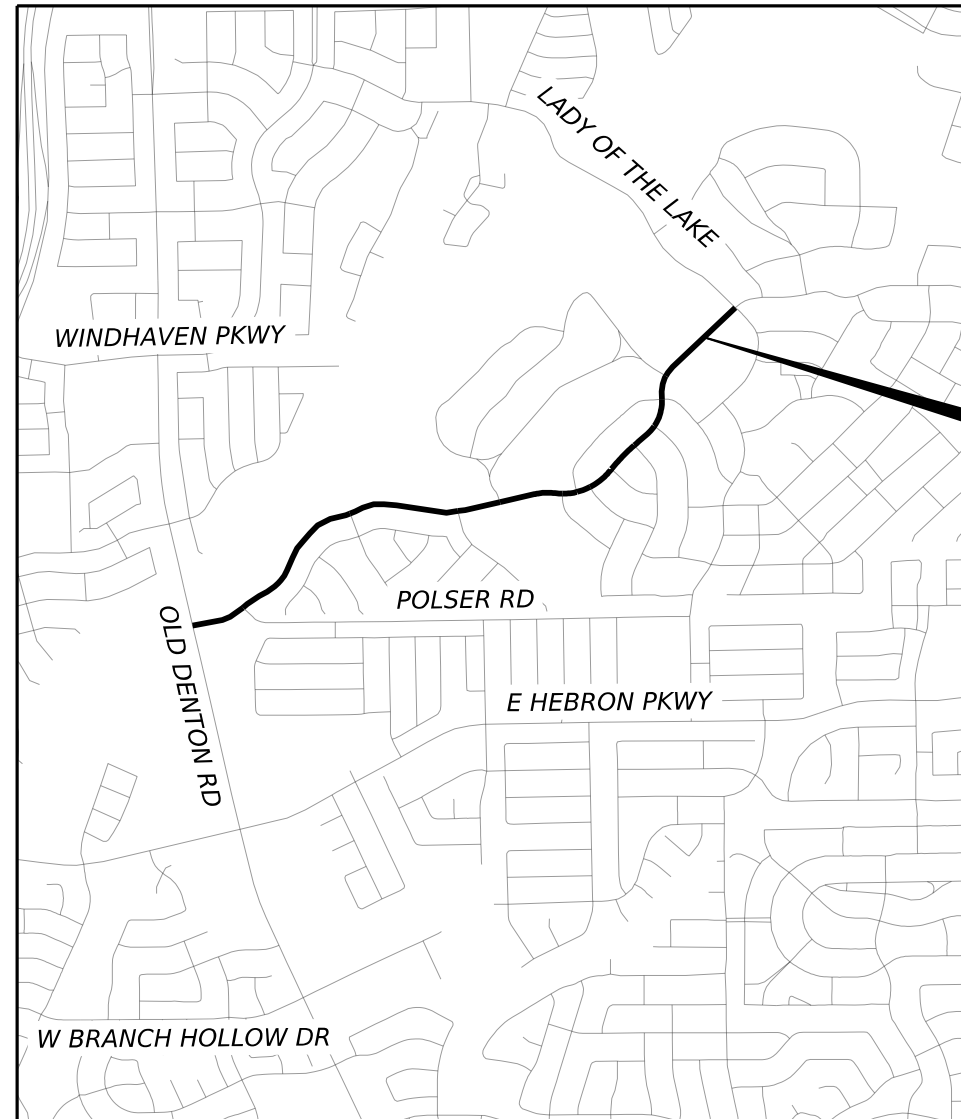 LADY OF THE LAKE
WINDHAVEN PKWY
POLSER RD
OLD DENTON RD
E HEBRON PKWY
W BRANCH HOLLOW DR